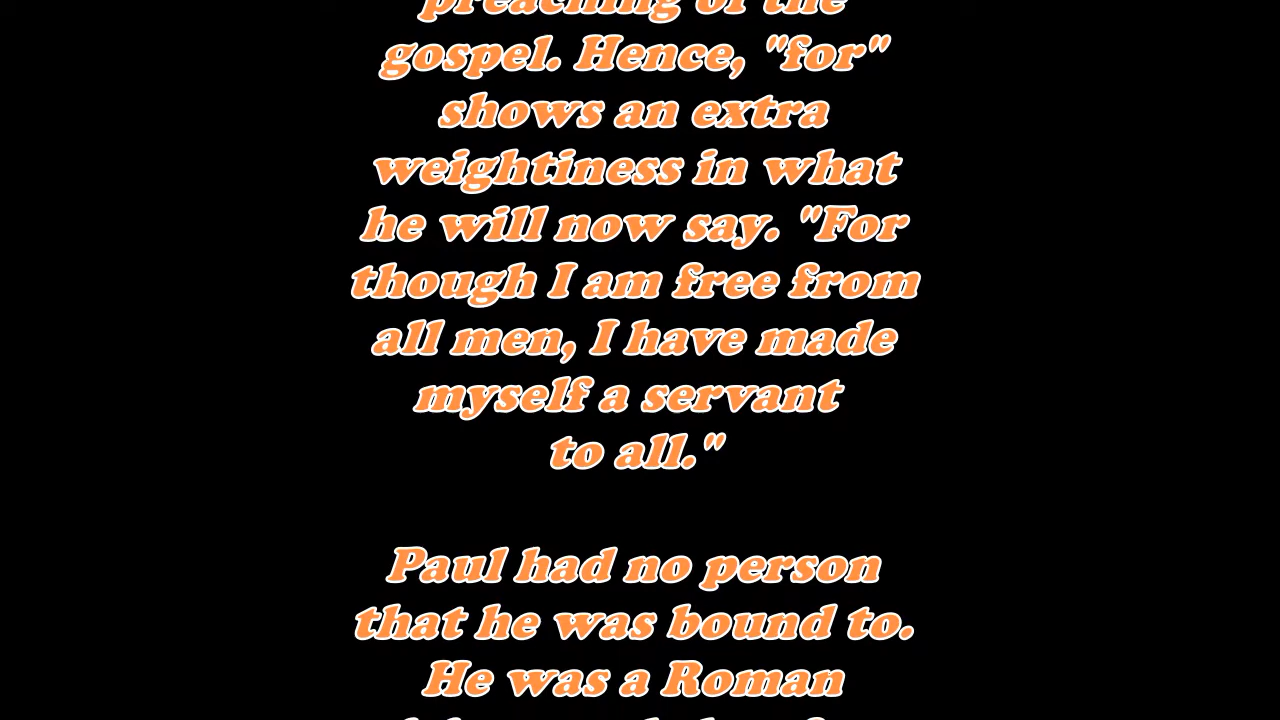 preaching of the
gospel. Hence, "for"
shows an extra
weightiness in what
he will now say. "For
though I am free from
all men, I have made
myself a servant
to all."
Paul had no person
that he was bound to.
He was a Roman